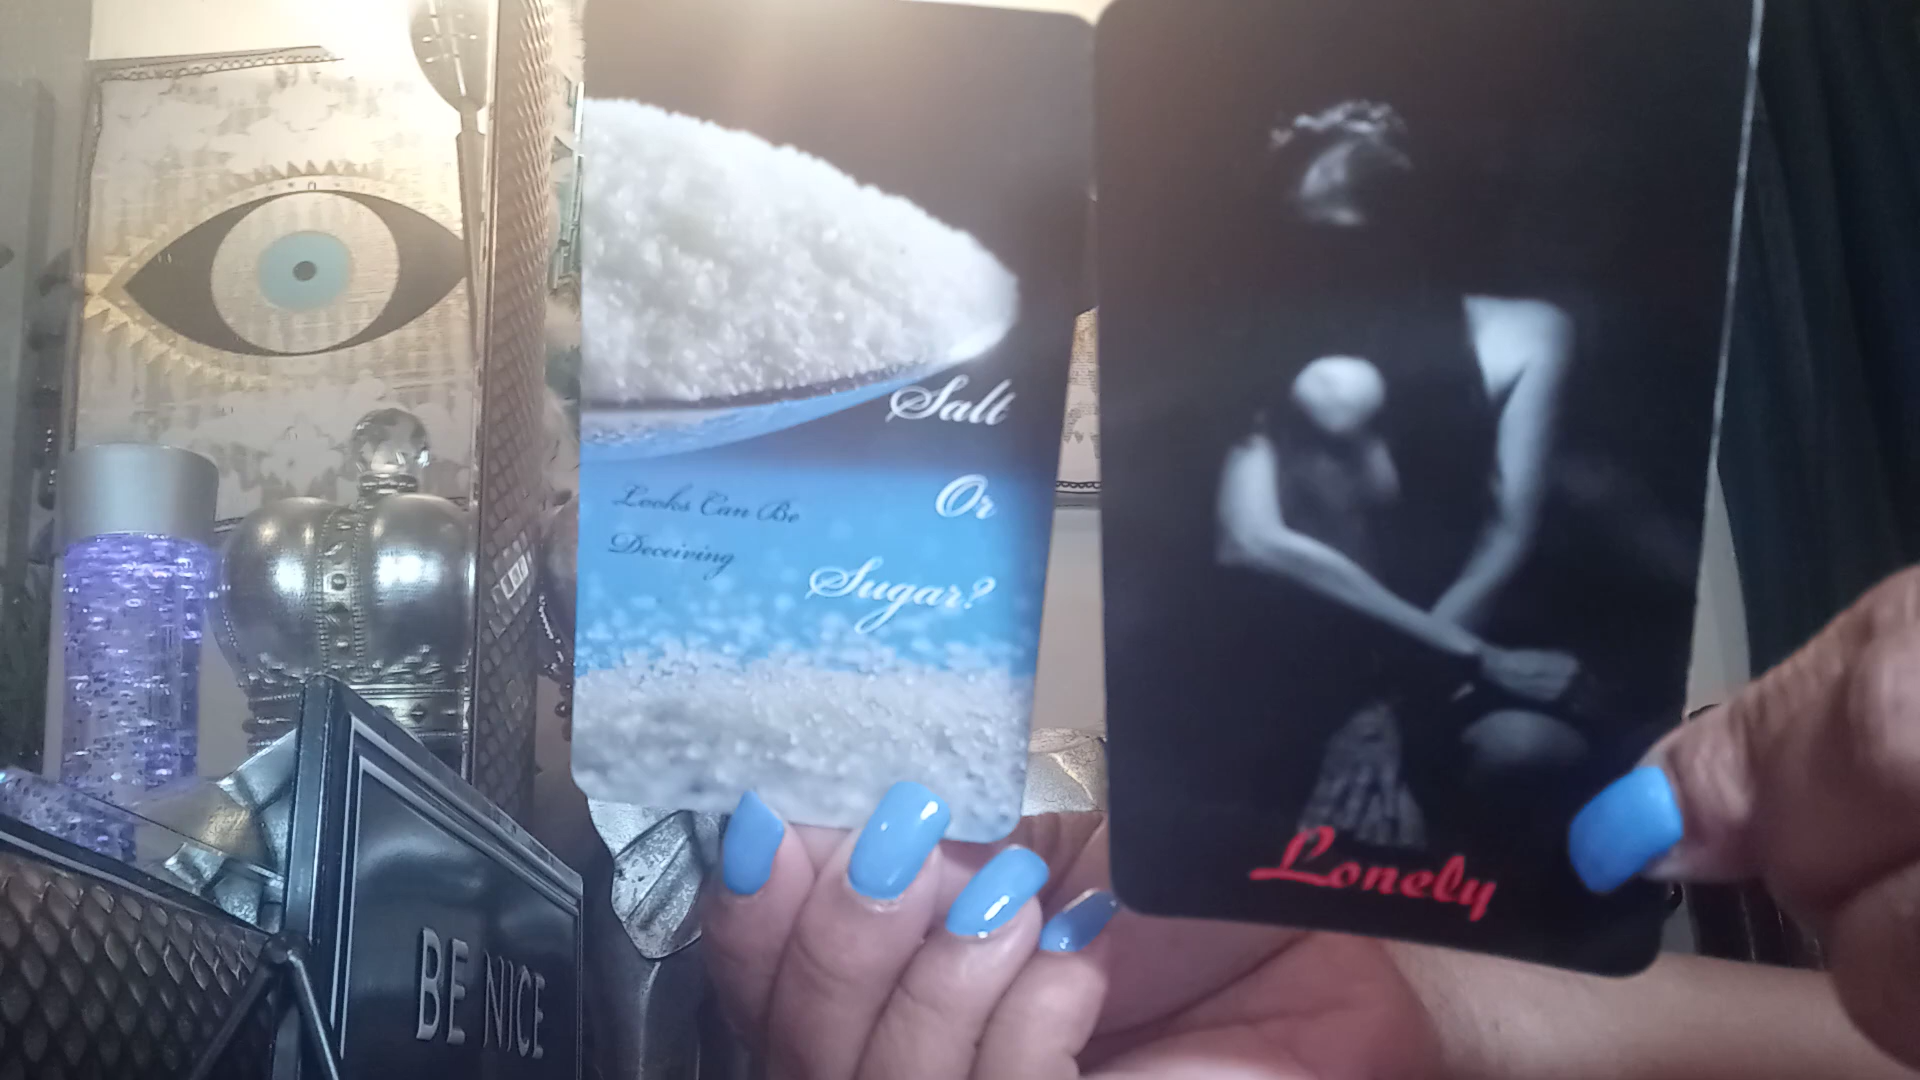 Salt
Or
Sugar?
Looks Can Be
Deceiving
Lonely
BE NICE